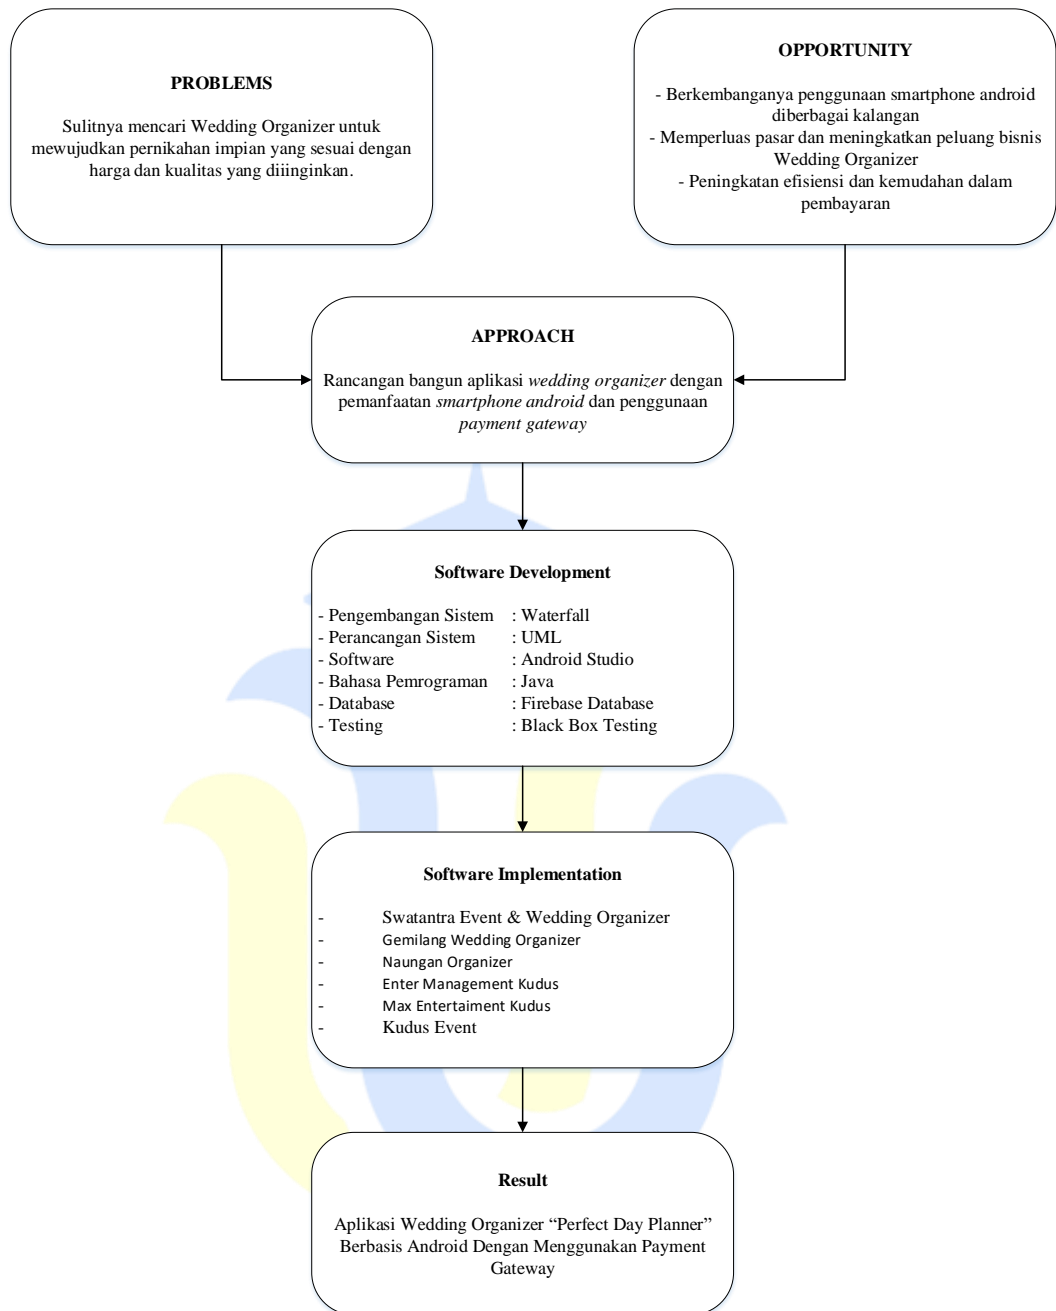 PROBLEMS
Sulitnya mencari Wedding Organizer untuk
mewujudkan pernikahan impian yang sesuai dengan
harga dan kualitas yang diiinginkan.
OPPORTUNITY
- Berkembanganya penggunaan smartphone android
diberbagai kalangan
- Memperluas pasar dan meningkatkan peluang bisnis
Wedding Organizer
- Peningkatan efisiensi dan kemudahan dalam
pembayaran
APPROACH
Rancangan bangun aplikasi wedding organizer dengan
pemanfaatan smartphone android dan penggunaan
payment gateway
Software Development
- Pengembangan Sistem : Waterfall
- Perancangan Sistem : UML
- Software : Android Studio
- Bahasa Pemrograman : Java
- Database : Firebase Database
- Testing : Black Box Testing
Software Implementation
- Swatantra Event & Wedding Organizer
- Gemilang Wedding Organizer
- Naungan Organizer
- Enter Management Kudus
- Max Entertaiment Kudus
- Kudus Event
Result
Aplikasi Wedding Organizer “Perfect Day Planner”
Berbasis Android Dengan Menggunakan Payment
Gateway